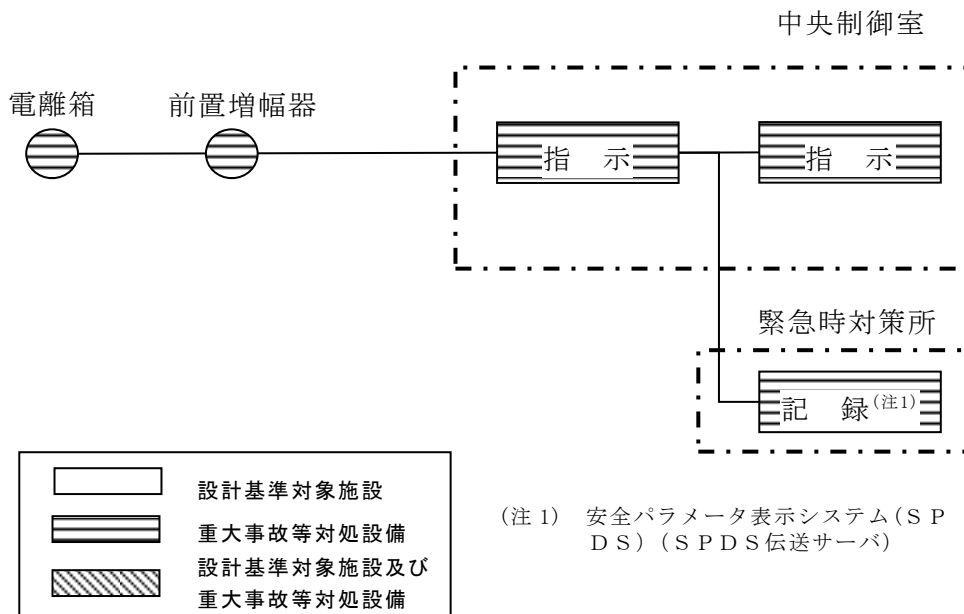 中央制御室
電離箱
前置増幅器
指　示
指　示
緊急時対策所
記　録(注1)
設計基準対象施設
重大事故等対処設備
設計基準対象施設及び
重大事故等対処設備
(注 1)　安全パラメータ表示システム(ＳＰ
ＤＳ)(ＳＰＤＳ伝送サーバ)